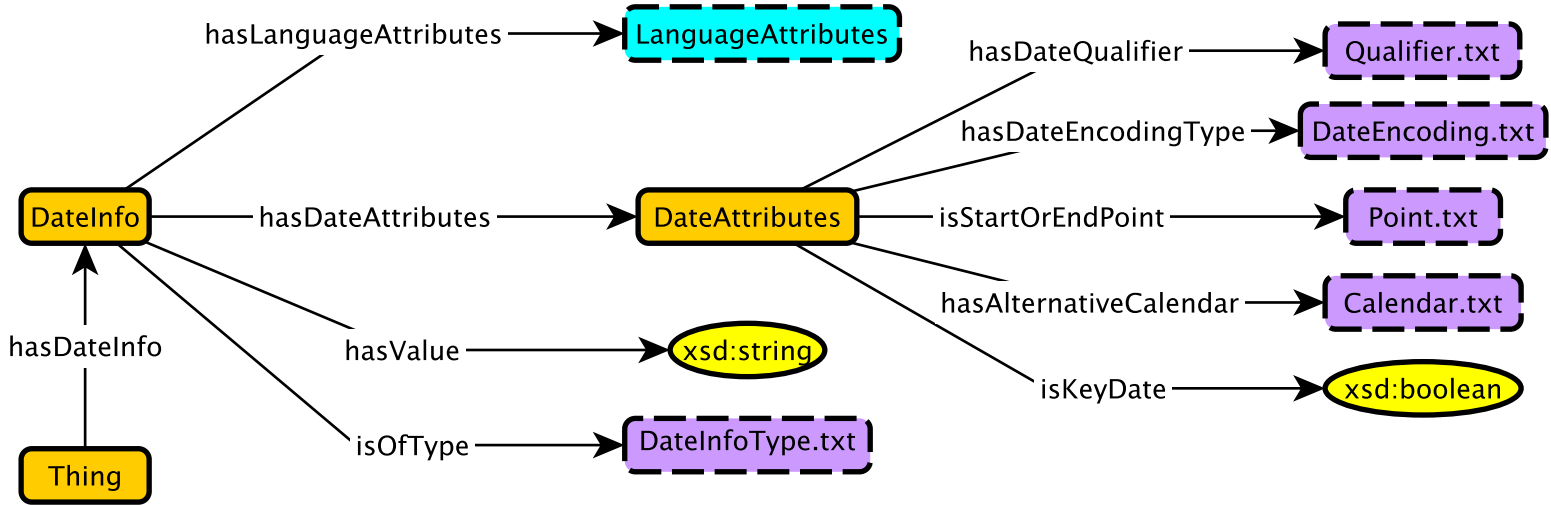 hasLanguageAttributes
LanguageAttributes
hasDateQualifier
Qualifier.txt
hasDateEncodingType
DateEncoding.txt
DateInfo
hasDateAttributes
DateAttributes
isStartOrEndPoint
Point.txt
hasAlternativeCalendar
Calendar.txt
hasDateInfo
hasValue
xsd:string
isKeyDate
xsd:boolean
isOfType
DateInfoType.txt
Thing